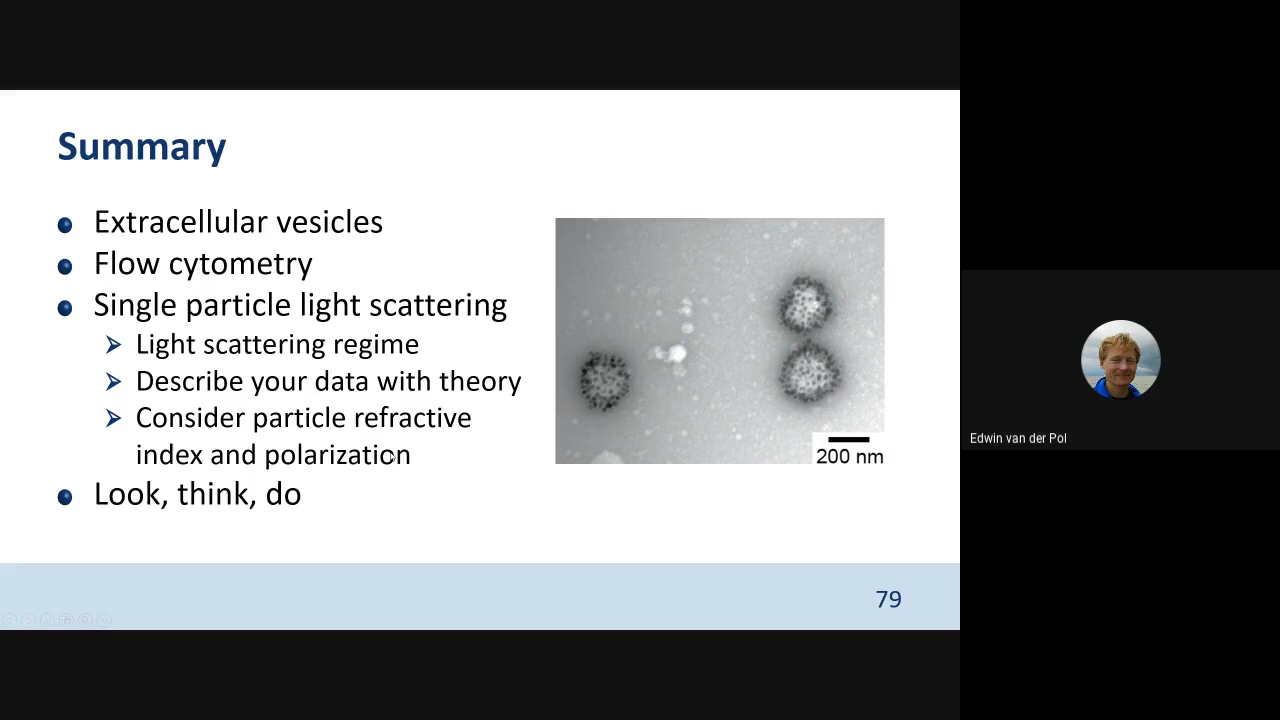 Summary
Extracellular vesicles
Flow cytometry
Single particle light scattering
Light scattering regime
Describe your data with theory
Consider particle refractive
index and polarization
Look, think, do
200 nm
79
Edwin van der Pol